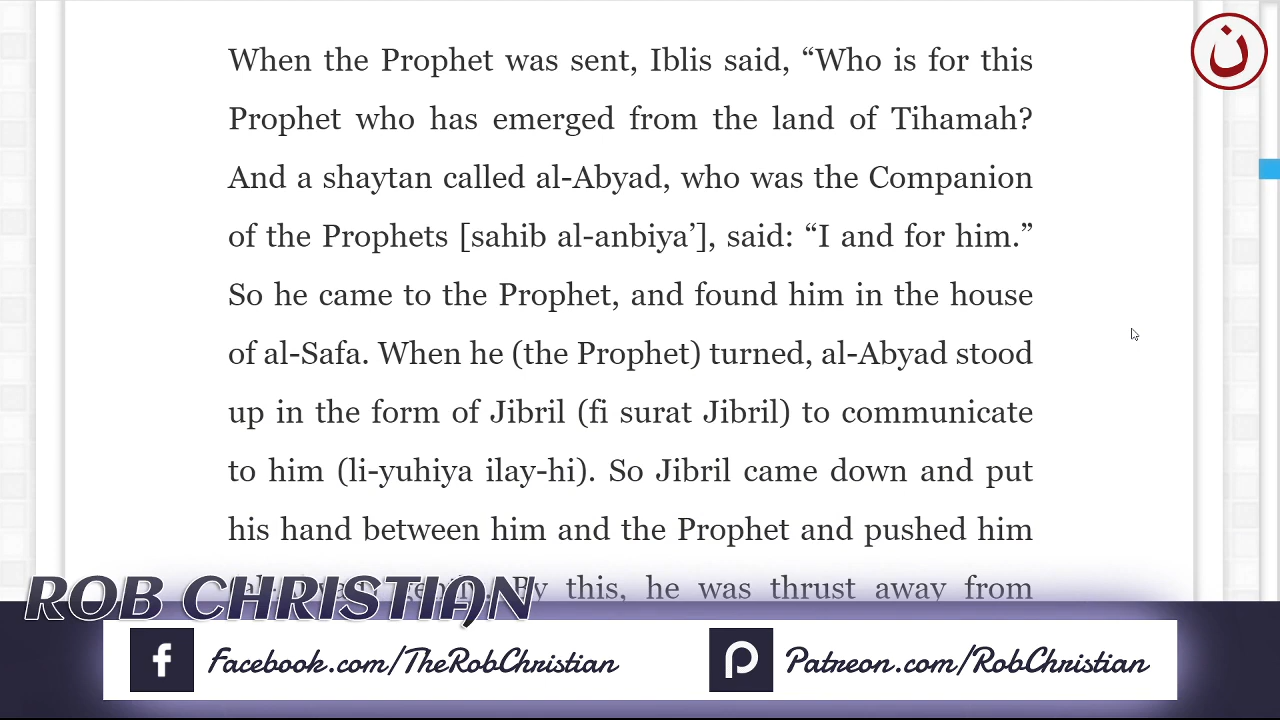 When the Prophet was sent, Iblis said, “Who is for this
Prophet who has emerged from the land of Tihamah?
And a shaytan called al-Abyad, who was the Companion
of the Prophets [sahib al-anbiya’], said: “I and for him.”
So he came to the Prophet, and found him in the house
of al-Safa. When he (the Prophet) turned, al-Abyad stood
up in the form of Jibril (fi surat Jibril) to communicate
to him (li-yuhiya ilay-hi). So Jibril came down and put
his hand between him and the Prophet and pushed him
By this, he was thrust away from
ROB CHRISTIAN
Facebook.com/TheRobChristian
Patreon.com/RobChristian
ن